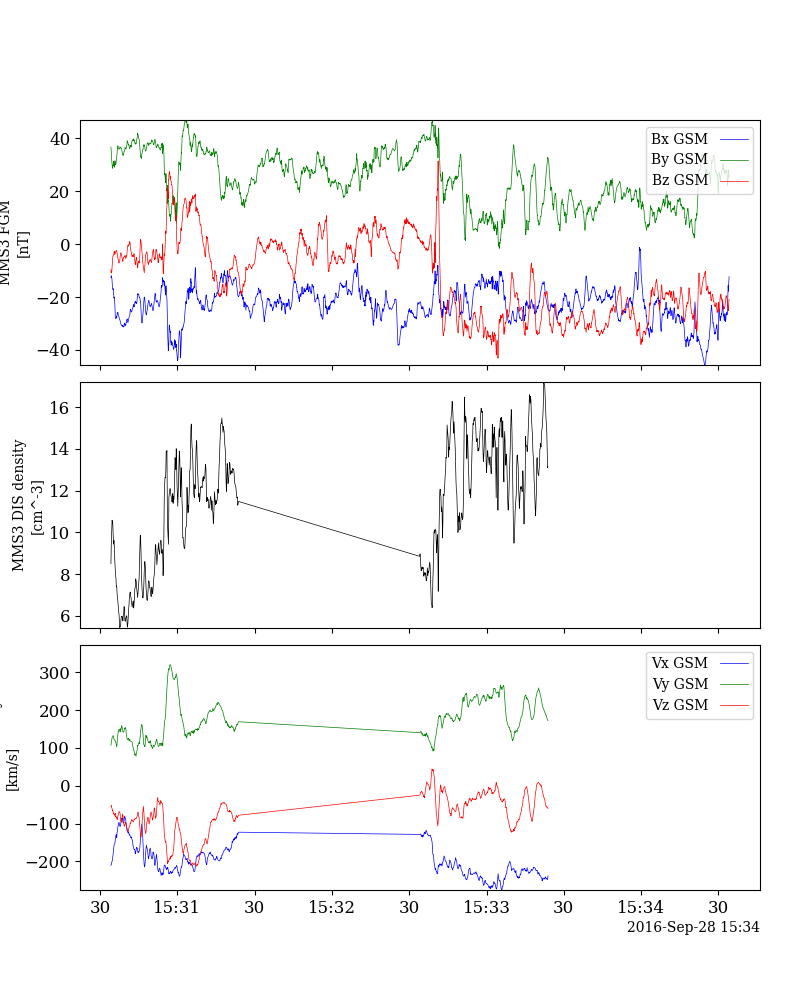 40
20
0
−20
−40
MMS3 FGM
[nT]
Bx GSM
By GSM
Bz GSM
16
14
12
10
8
6
MMS3 DIS density
[cm^-3]
300
200
100
0
−100
−200
[km/s]
Vx GSM
Vy GSM
Vz GSM
30 15:31 30 15:32 30 15:33 30 15:34 30
2016-Sep-28 15:34